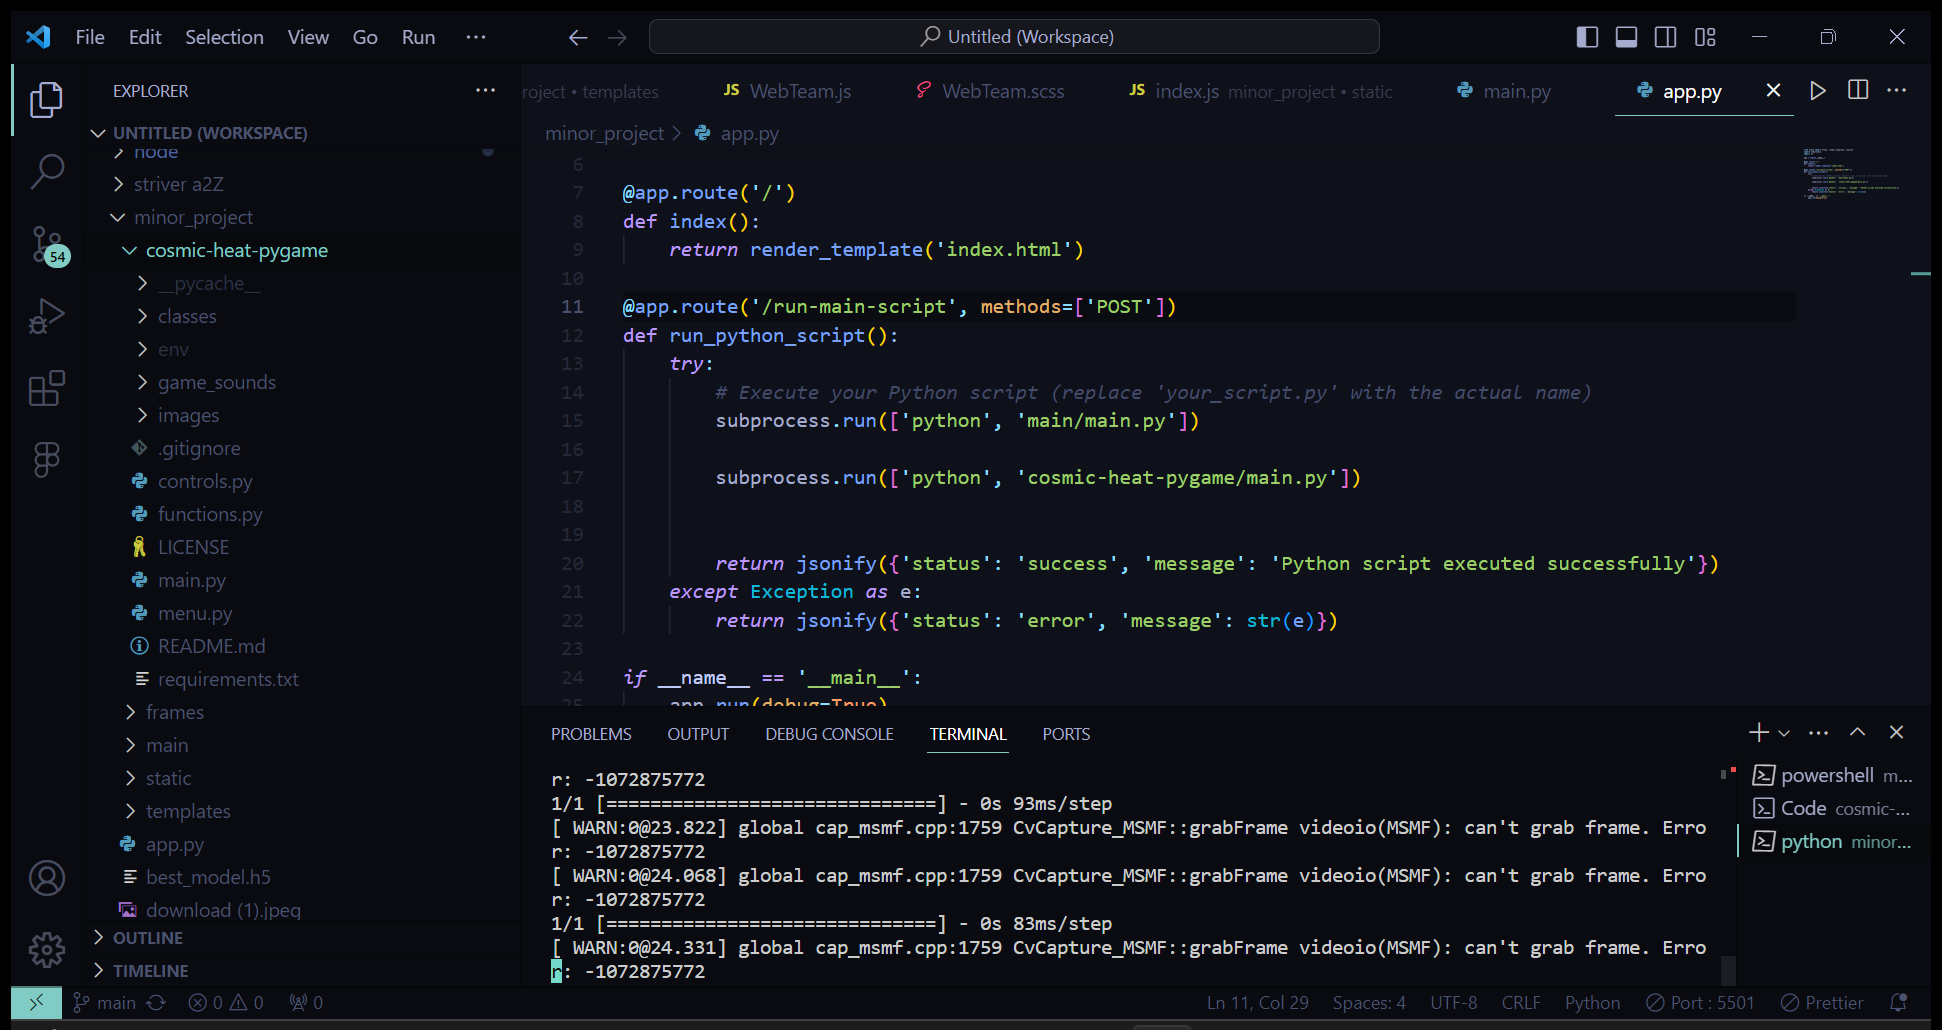 File Edit Selection View Go Run ···
Untitled (Workspace)
EXPLORER
UNTITLED (WORKSPACE)
node
striver a2Z
minor_project
cosmic-heat-pygame
__pycache__
classes
env
game_sounds
images
.gitignore
controls.py
functions.py
LICENSE
main.py
menu.py
README.md
requirements.txt
frames
main
static
templates
app.py
best_model.h5
download (1).jpeg
OUTLINE
TIMELINE
54
roject • templates
JS WebTeam.js
WebTeam.scss
JS index.js minor_project • static
main.py
app.py
minor_project > app.py
6
7 @app.route('/')
8 def index():
9 return render_template('index.html')
10
11 @app.route('/run-main-script', methods=['POST'])
12 def run_python_script():
13 try:
14 # Execute your Python script (replace 'your_script.py' with the actual name)
15 subprocess.run(['python', 'main/main.py'])
16
17 subprocess.run(['python', 'cosmic-heat-pygame/main.py'])
18
19
20 return jsonify({'status': 'success', 'message': 'Python script executed successfully'})
21 except Exception as e:
22 return jsonify({'status': 'error', 'message': str(e)})
23
24 if __name__ == '__main__':
25 app.run(debug=True)
PROBLEMS OUTPUT DEBUG CONSOLE TERMINAL PORTS
r: -1072875772
1/1 [==============================] - 0s 93ms/step
[ WARN:0@23.822] global cap_msmf.cpp:1759 CvCapture_MSMF::grabFrame videoio(MSMF): can't grab frame. Erro
r: -1072875772
[ WARN:0@24.068] global cap_msmf.cpp:1759 CvCapture_MSMF::grabFrame videoio(MSMF): can't grab frame. Erro
r: -1072875772
1/1 [==============================] - 0s 83ms/step
[ WARN:0@24.331] global cap_msmf.cpp:1759 CvCapture_MSMF::grabFrame videoio(MSMF): can't grab frame. Erro
r: -1072875772
powershell m...
Code cosmic-...
python minor...
main 0 0 0
Ln 11, Col 29 Spaces: 4 UTF-8 CRLF Python Port : 5501 Prettier